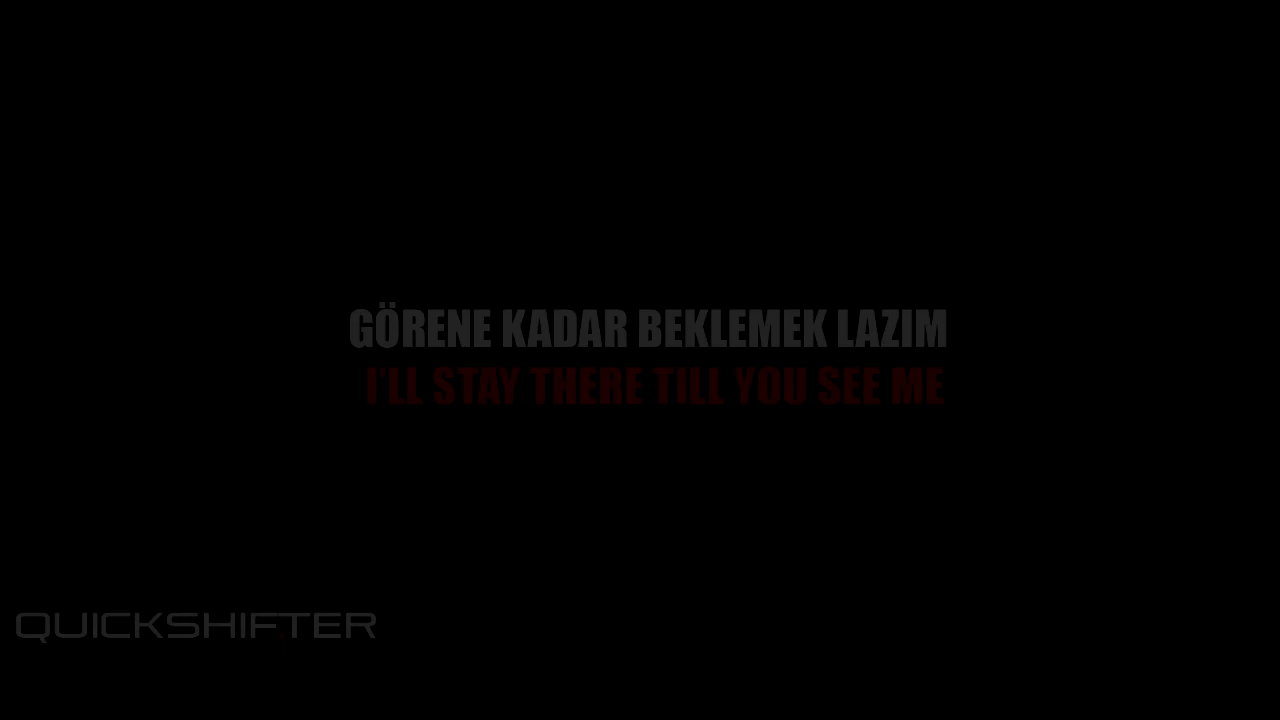 GÖRENE KADAR BEKLEMEK LAZIM
I'LL STAY THERE TILL YOU SEE ME
QUICKSHIFTER